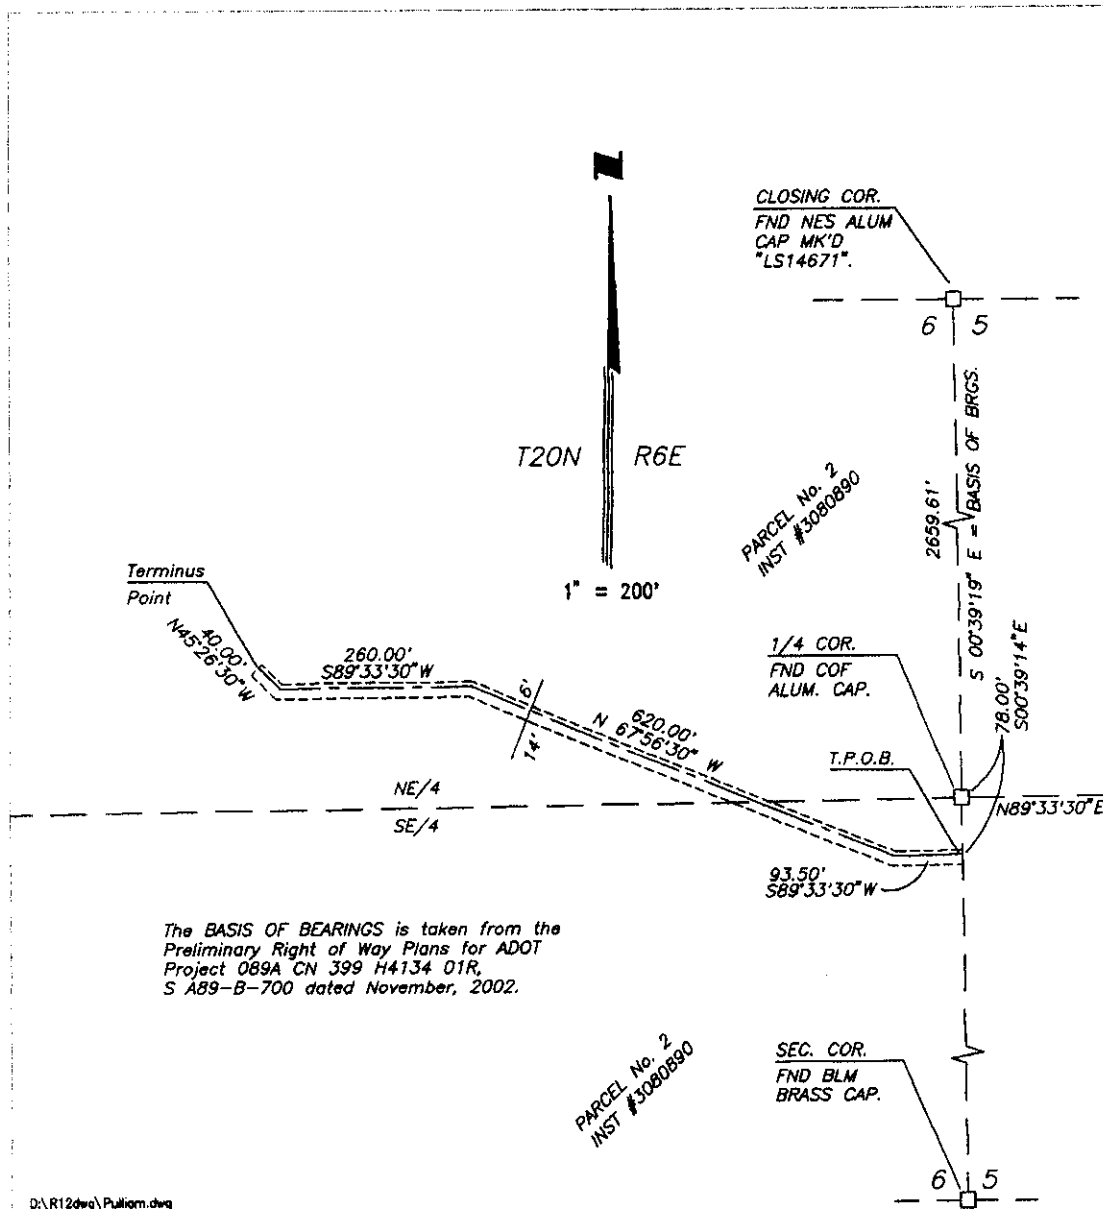 CLOSING COR.
FND NES ALUM
CAP MK'D
"LS14671".
6 5
S 00°39'19" E = BASIS OF BRGS.
2659.61'
T20N R6E
PARCEL No. 2
INST #3080890
1" = 200'
Terminus
Point
40.00'
N45°26'30"W
260.00'
S89°33'30"W
6'
14'
620.00'
N 67°56'30" W
1/4 COR.
FND COF
ALUM. CAP.
78.00'
S00°39'14"E
T.P.O.B.
N89°33'30"E
NE/4
SE/4
93.50'
S89°33'30"W
The BASIS OF BEARINGS is taken from the
Preliminary Right of Way Plans for ADOT
Project 089A CN 399 H4134 01R,
S A89-B-700 dated November, 2002.
PARCEL No. 2
INST #3080890
SEC. COR.
FND BLM
BRASS CAP.
6 5
D:\R12dwg\Pulliam.dwg